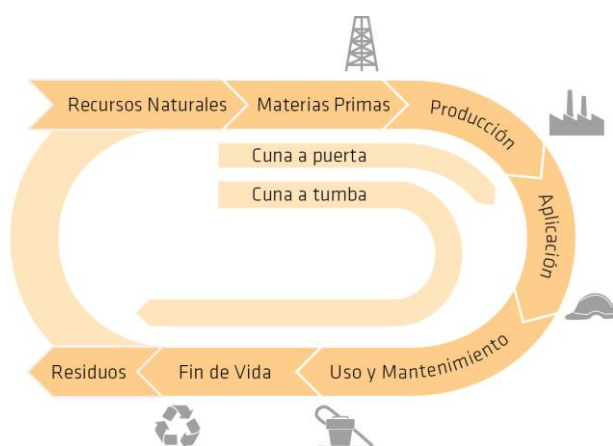 Recursos Naturales
Materias Primas
Producción
Cuna a puerta
Cuna a tumba
Aplicación
Uso y Mantenimiento
Fin de Vida
Residuos